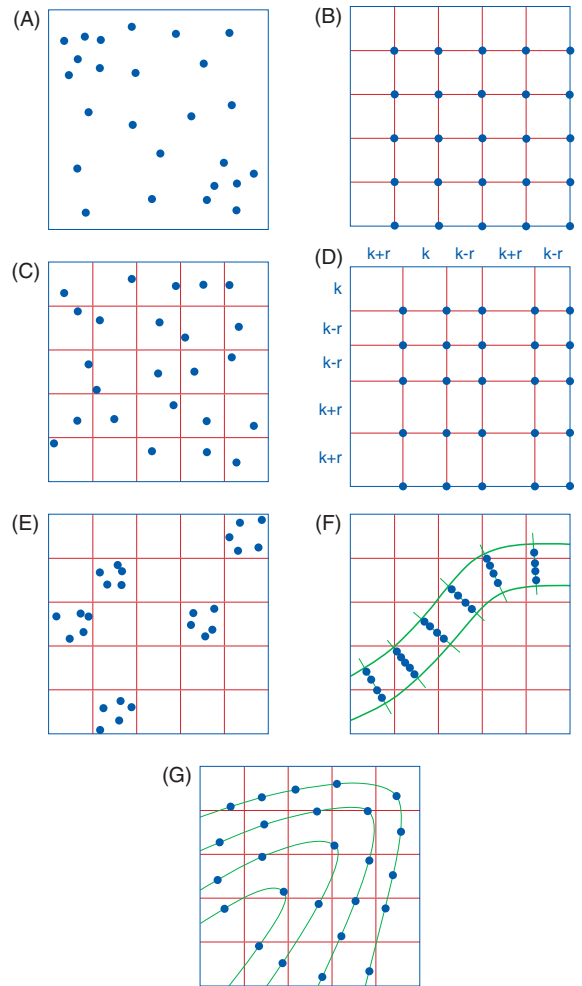 (A)
(B)
(C)
(D)
k+r k k-r k+r k-r
k
k-r
k-r
k+r
k+r
(E)
(F)
(G)